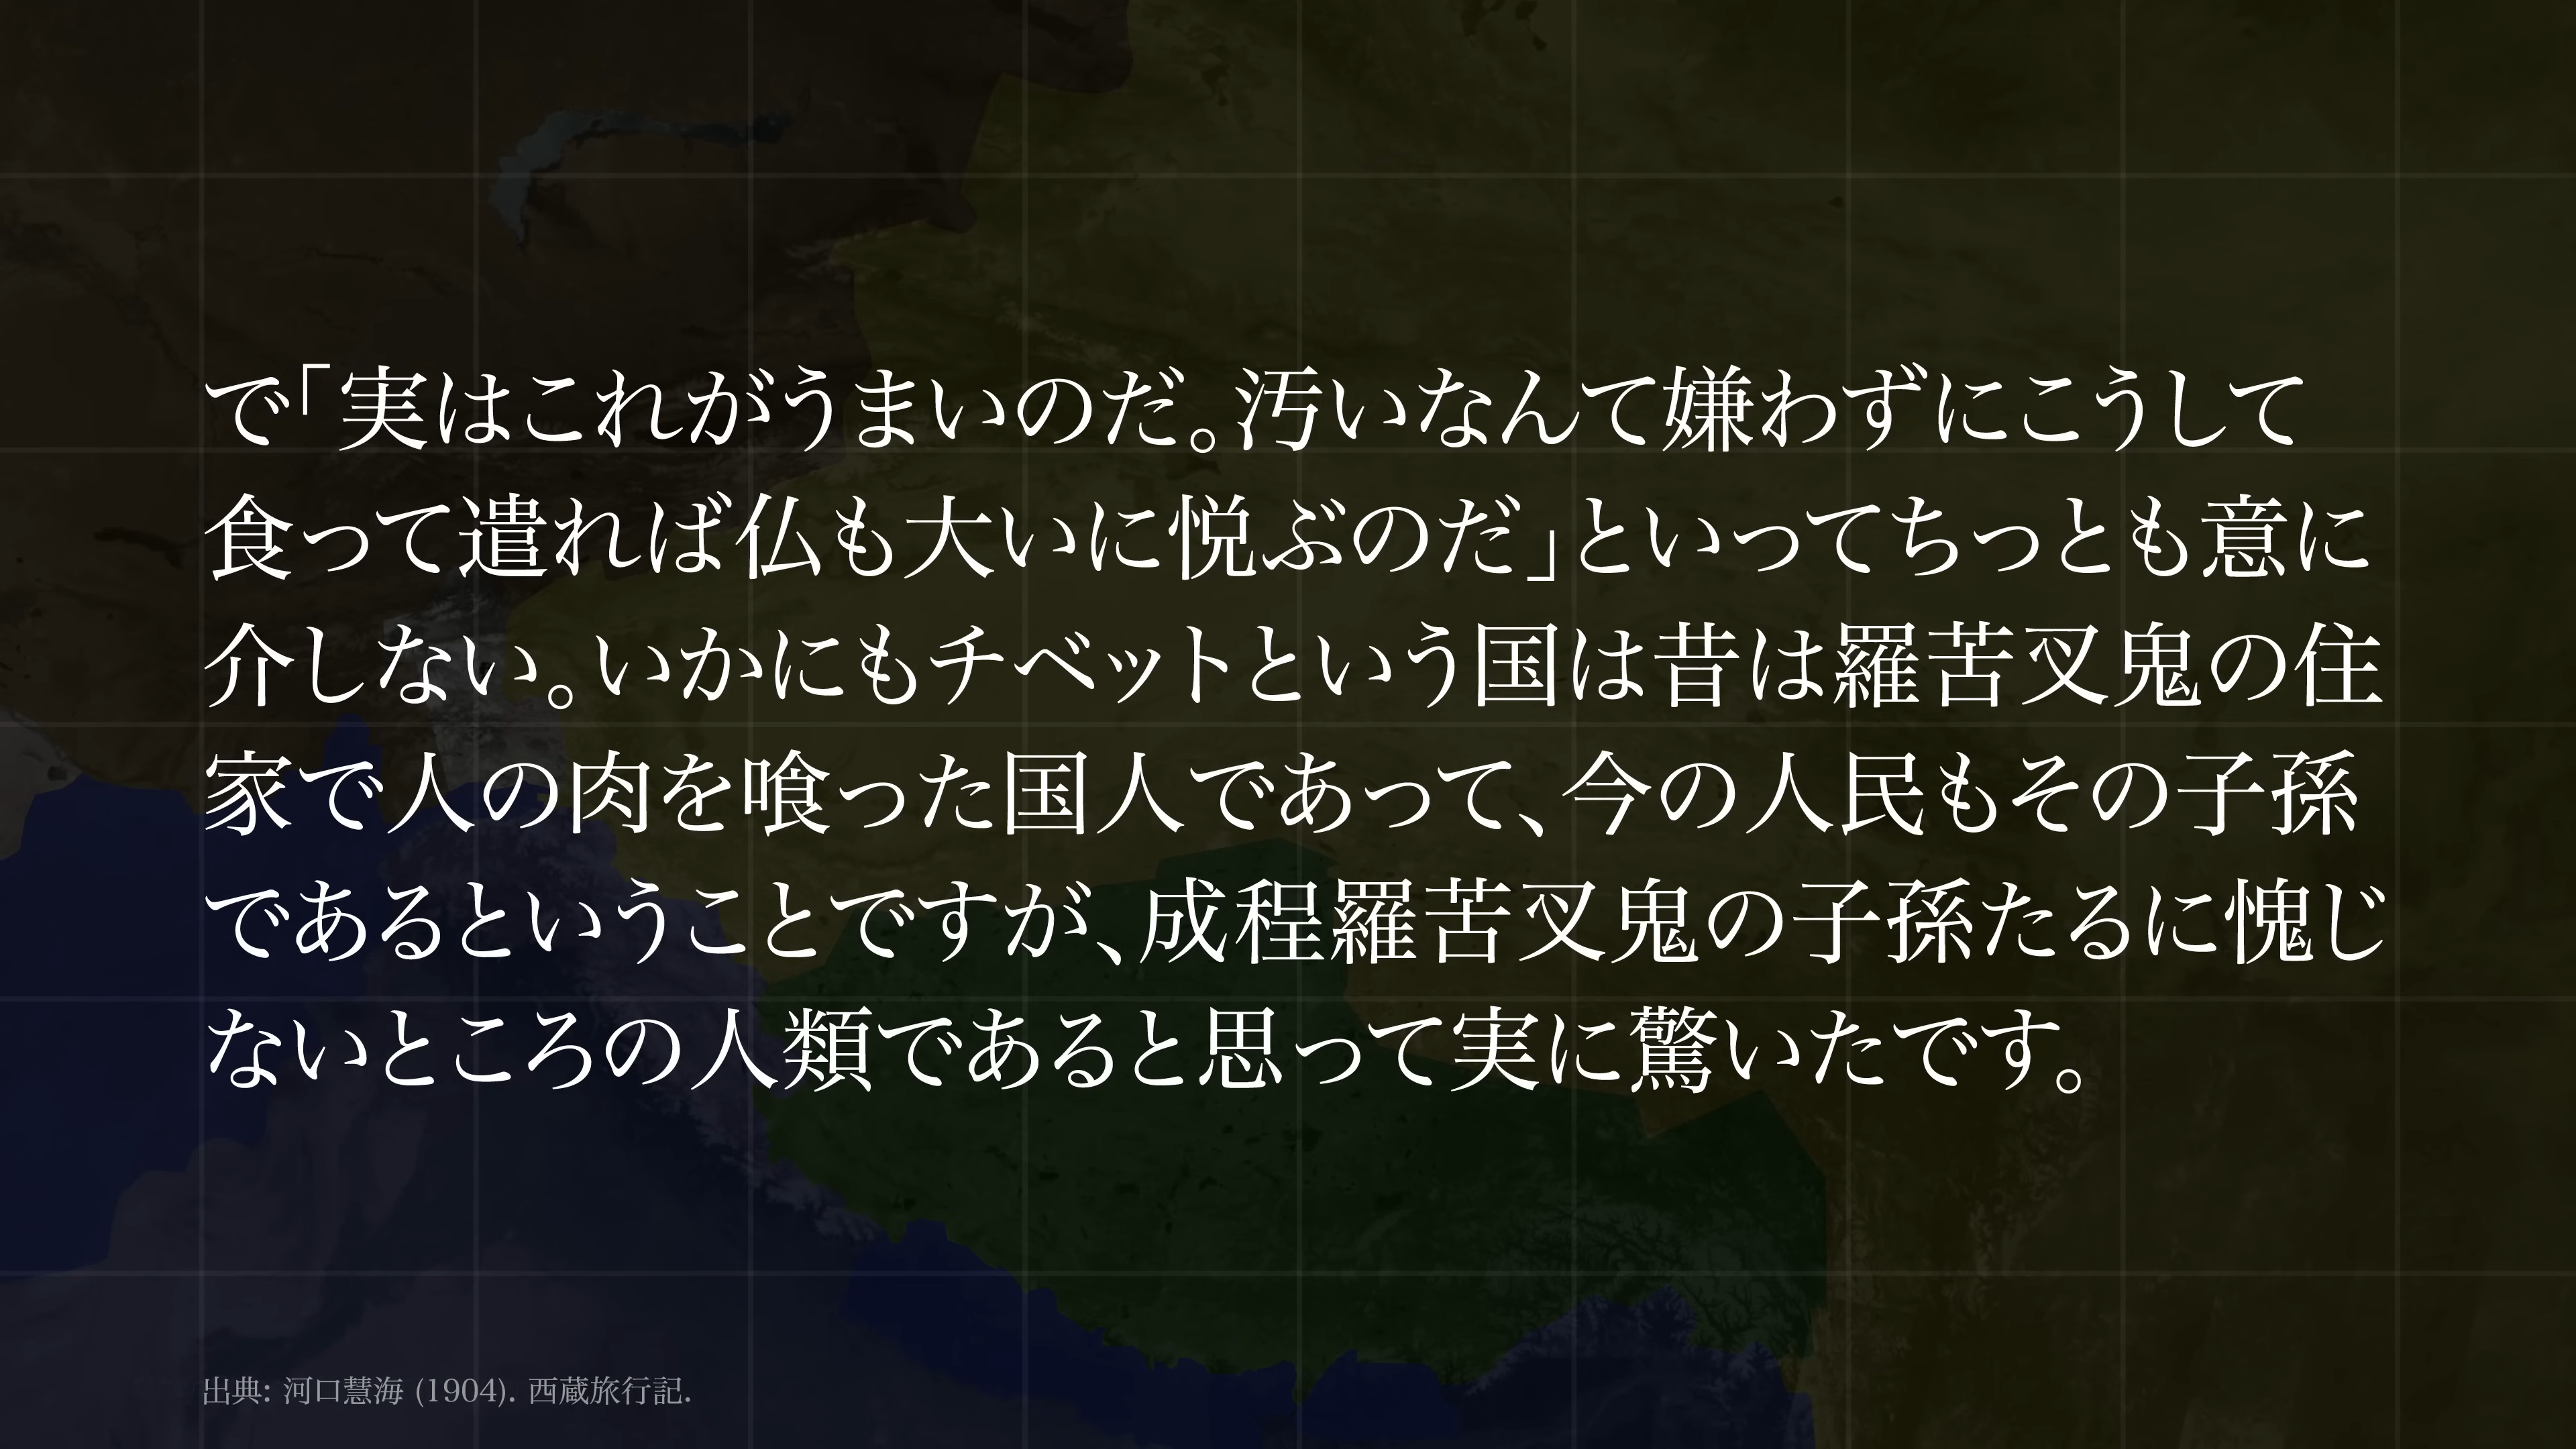 で「実はこれがうまいのだ。汚いなんて嫌わずにこうして
食って遣れば仏も大いに悦ぶのだ」といってちっとも意に
介しない。いかにもチベットという国は昔は羅苦叉鬼の住
家で人の肉を喰った国人であって、今の人民もその子孫
であるということですが、成程羅苦叉鬼の子孫たるに愧じ
ないところの人類であると思って実に驚いたです。
出典: 河口慧海 (1904). 西蔵旅行記.